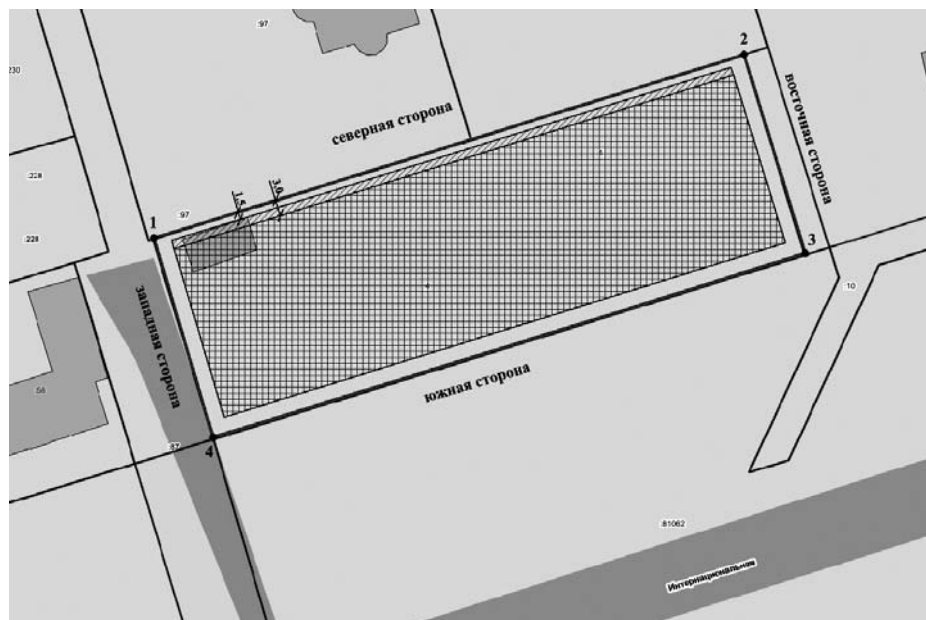 :97
2
:230
восточная сторона
северная сторона
:228
1,5
3,0
:97
1
:228
3
:10
западная сторона
южная сторона
:87
4
:81062
Интернациональная